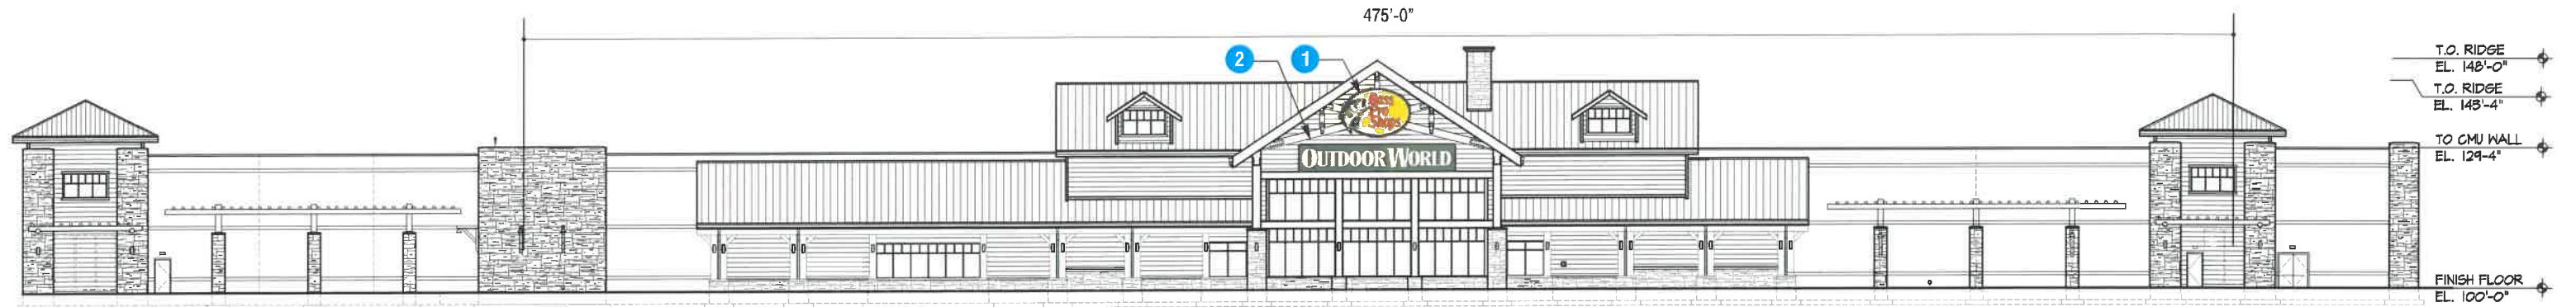 475'-0"
2
1
T.O. RIDGE
EL. 148'-0"
T.O. RIDGE
EL. 145'-4"
Bass
Pro
Shops
OUTDOOR WORLD
TO CMU WALL
EL. 129-4"
FINISH FLOOR
EL. 100'-0"